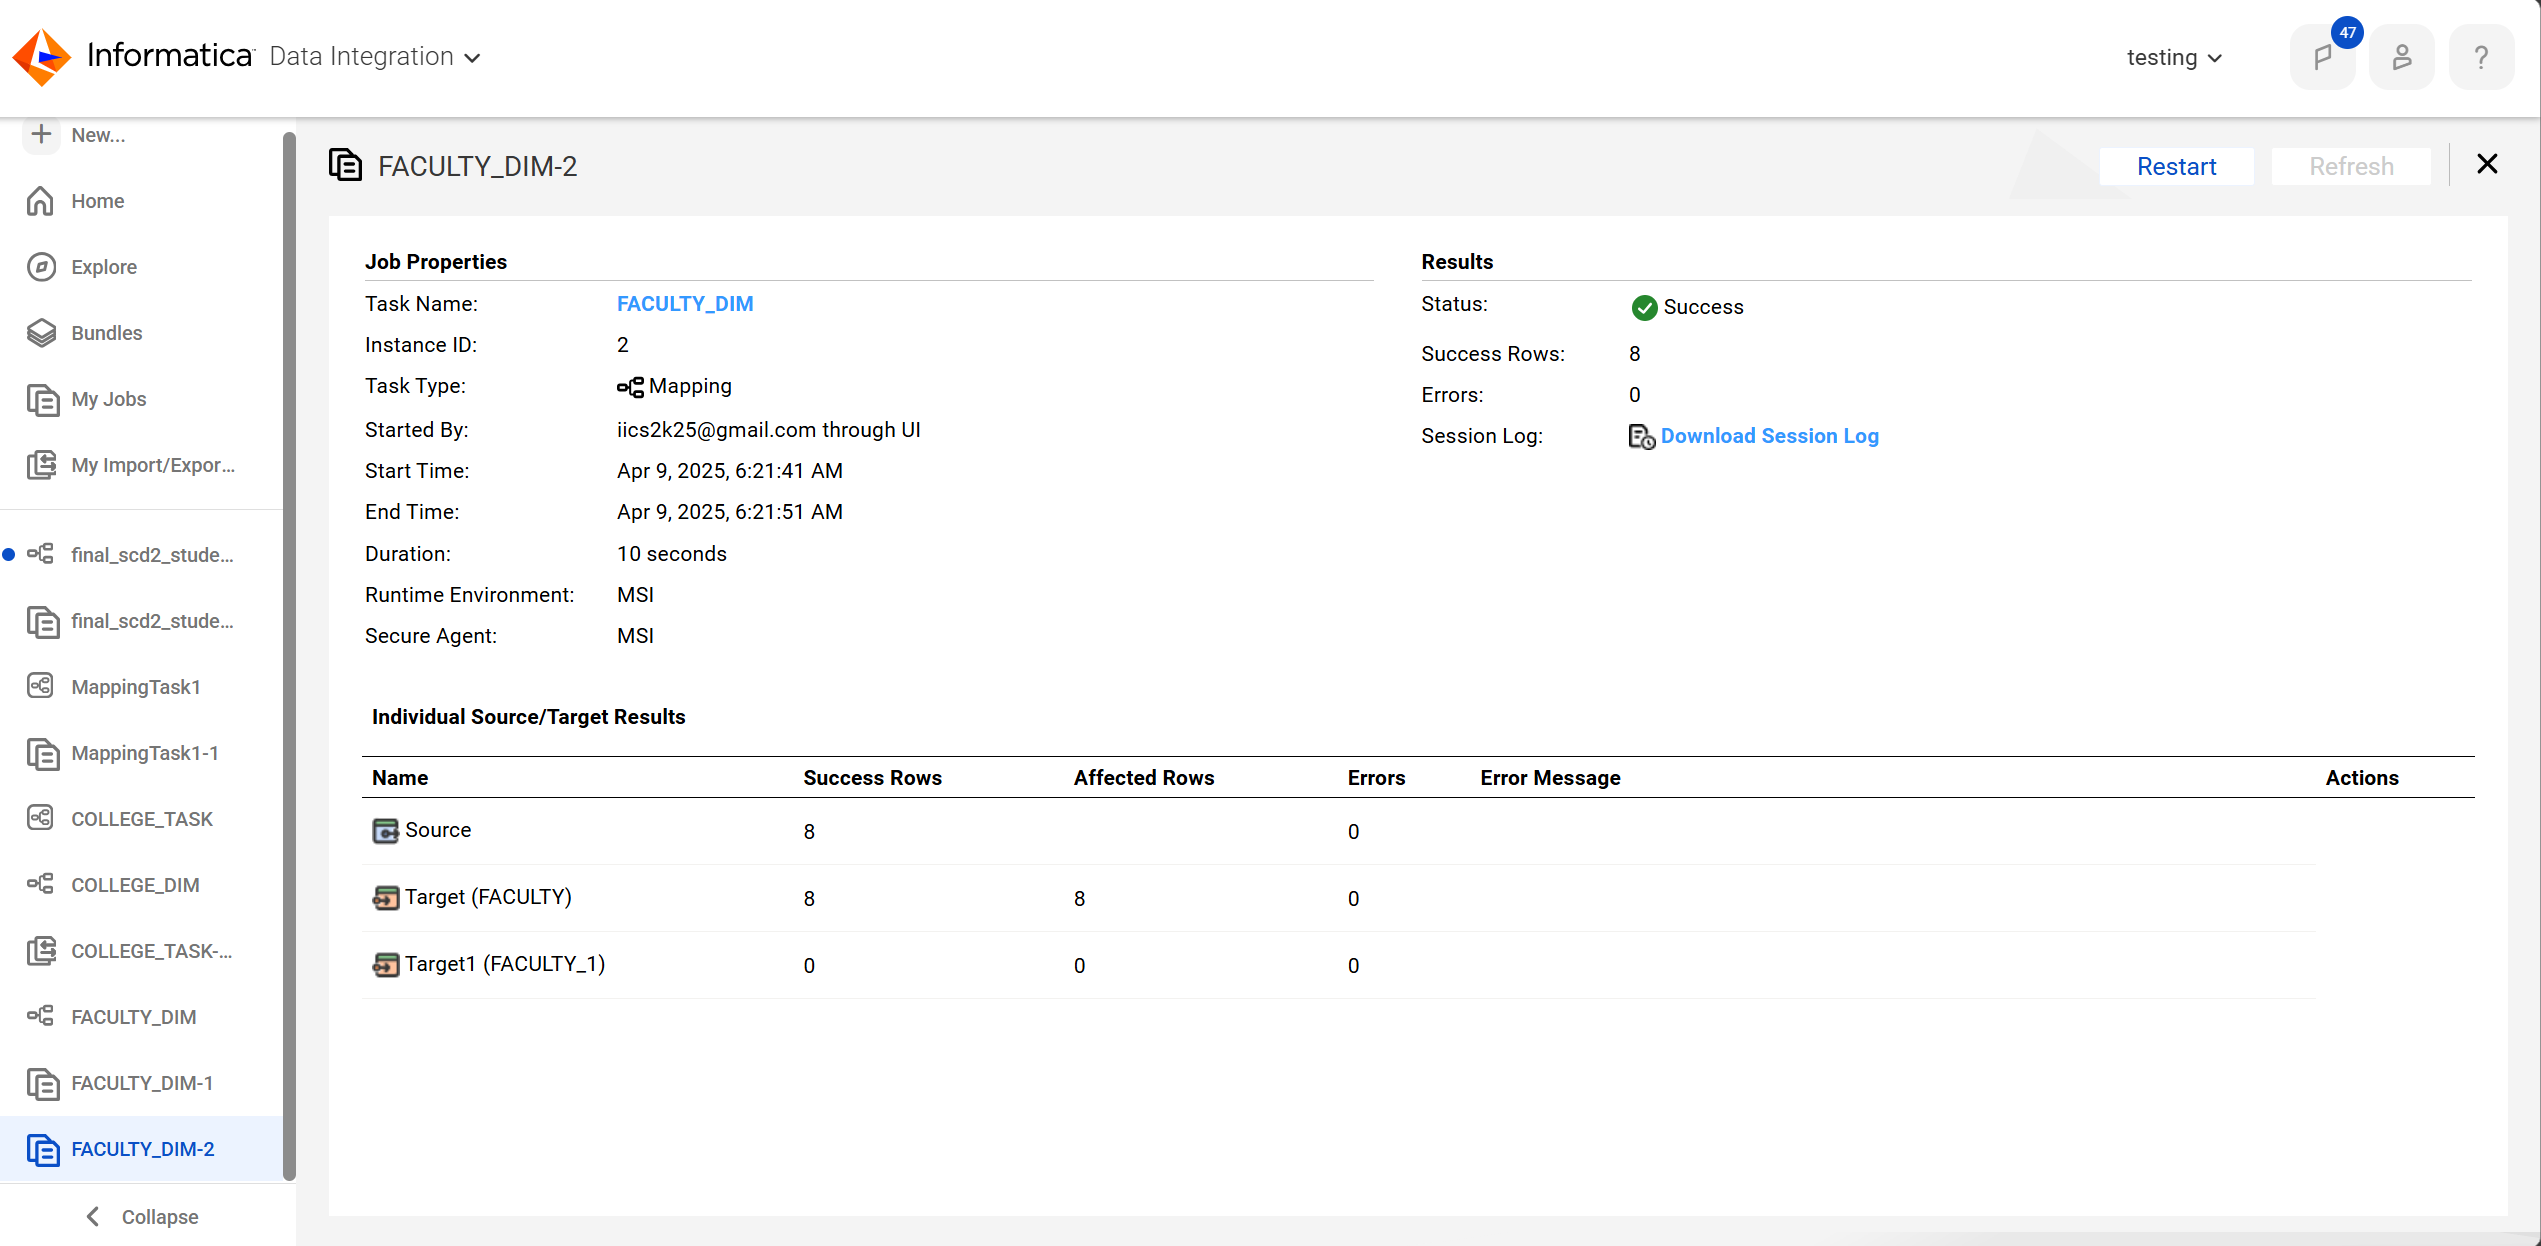 Informatica Data Integration
testing
47
?
New...
Home
Explore
Bundles
My Jobs
My Import/Expor...
final_scd2_stude...
final_scd2_stude...
MappingTask1
MappingTask1-1
COLLEGE_TASK
COLLEGE_DIM
COLLEGE_TASK-...
FACULTY_DIM
FACULTY_DIM-1
FACULTY_DIM-2
Collapse
FACULTY_DIM-2
Restart
Refresh
Job Properties
Task Name: FACULTY_DIM
Instance ID: 2
Task Type: Mapping
Started By: iics2k25@gmail.com through UI
Start Time: Apr 9, 2025, 6:21:41 AM
End Time: Apr 9, 2025, 6:21:51 AM
Duration: 10 seconds
Runtime Environment: MSI
Secure Agent: MSI
Results
Status: Success
Success Rows: 8
Errors: 0
Session Log: Download Session Log
Individual Source/Target Results
Name Success Rows Affected Rows Errors Error Message Actions
Source 8 0
Target (FACULTY) 8 8 0
Target1 (FACULTY_1) 0 0 0